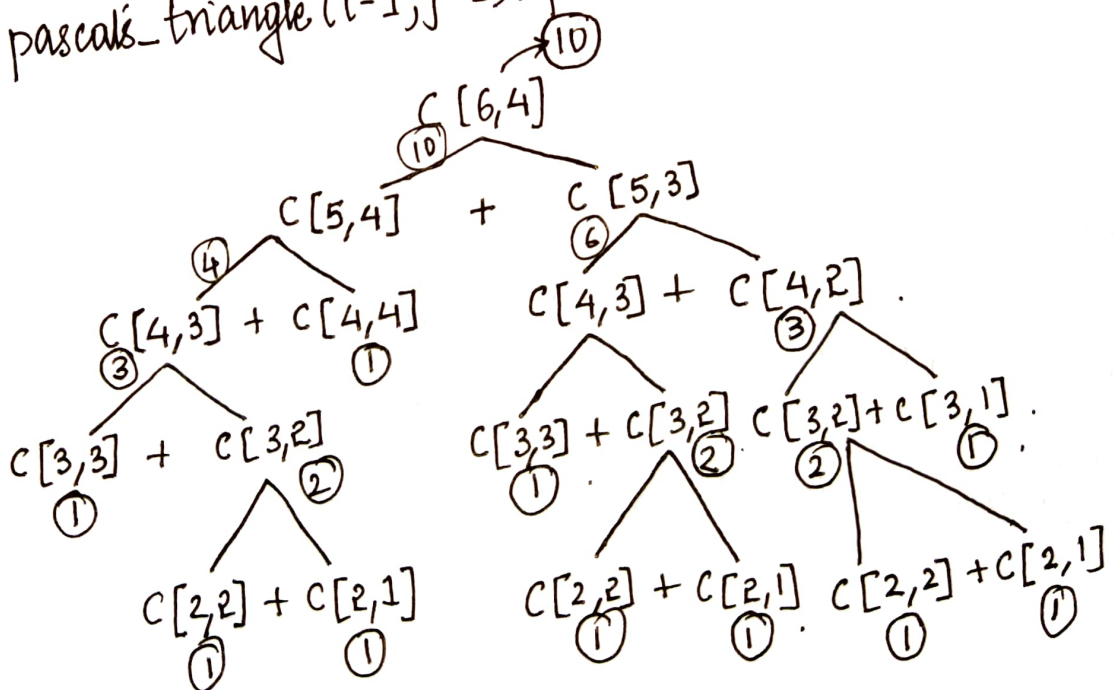 pascal's_triangle (i-1, j
10
C [6,4]
10
C [5,4] + C [5,3]
4 6
C [4,3] + C [4,4] C [4,3] + C [4,2] .
3 1 3
C [3,3] + C [3,2] C [3,3] + C [3,2] C [3,2] + C [3,1] .
1 2 1 2 2 1
C [2,2] + C [2,1] C [2,2] + C [2,1] . C [2,2] + C [2,1]
1 1 1 1 1 1